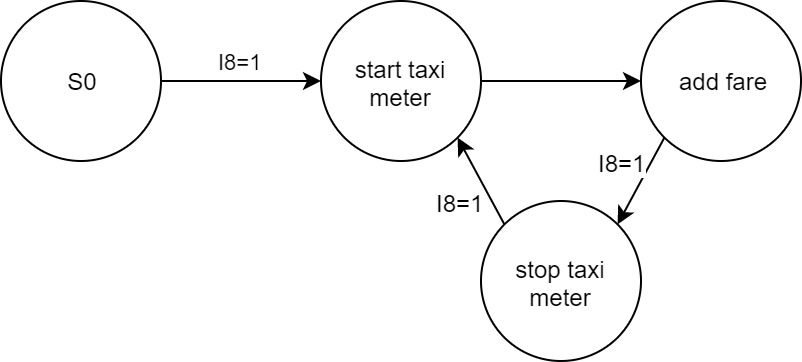 I8=1
S0
start taxi
meter
add fare
I8=1
I8=1
stop taxi
meter